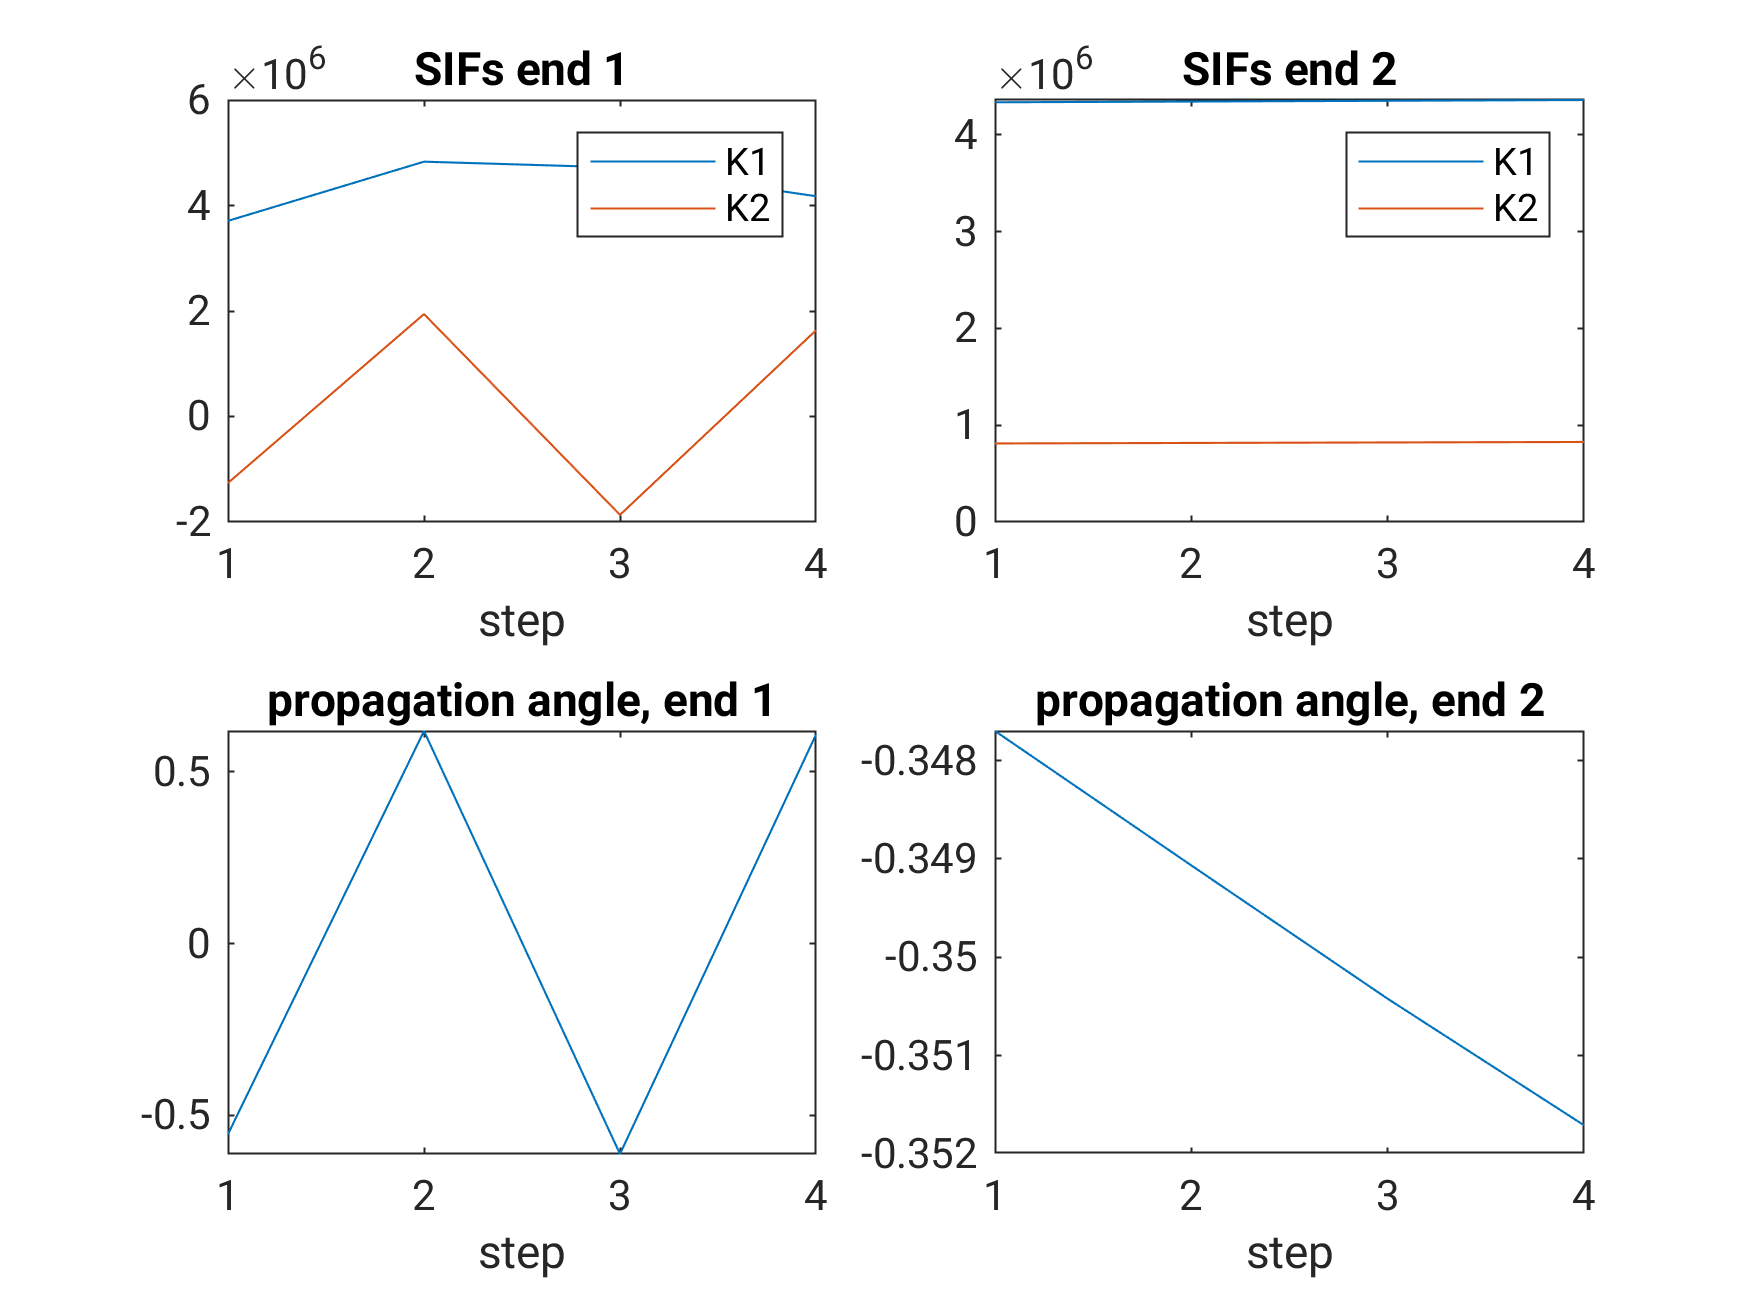 ×10^6
SIFs end 1
6
4
2
0
-2
K1
K2
1 2 3 4
step
×10^6
SIFs end 2
4
3
2
1
0
K1
K2
1 2 3 4
step
propagation angle, end 1
0.5
0
-0.5
1 2 3 4
step
propagation angle, end 2
-0.348
-0.349
-0.35
-0.351
-0.352
1 2 3 4
step